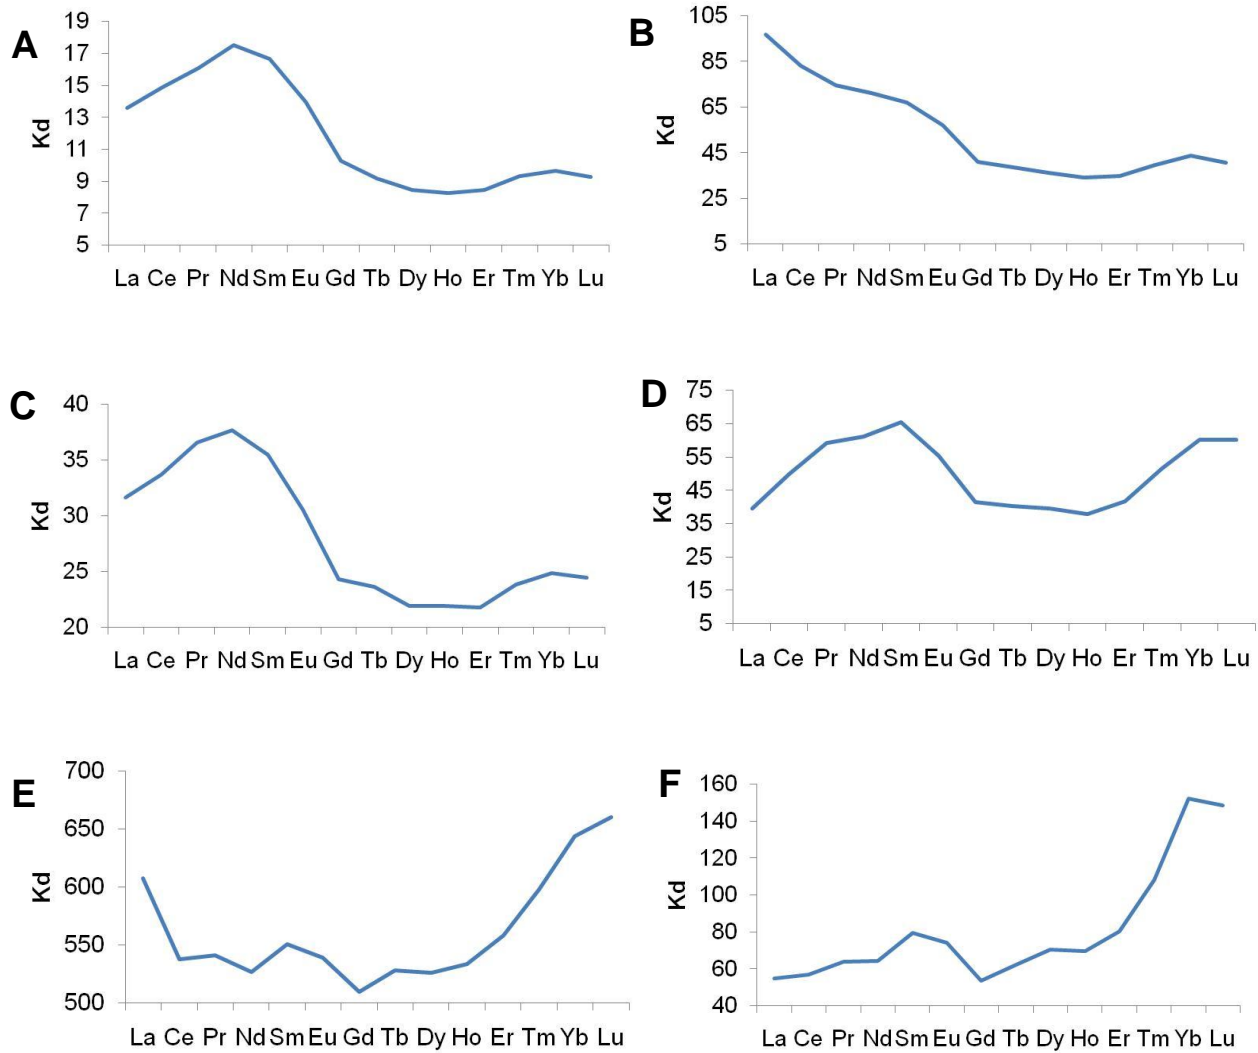 A
19
17
15
13
11
9
7
5
Kd
La Ce Pr Nd Sm Eu Gd Tb Dy Ho Er Tm Yb Lu
B
105
85
65
45
25
5
Kd
La Ce Pr Nd Sm Eu Gd Tb Dy Ho Er Tm Yb Lu
C
40
35
30
25
20
Kd
La Ce Pr Nd Sm Eu Gd Tb Dy Ho Er Tm Yb Lu
D
75
65
55
45
35
25
15
5
Kd
La Ce Pr Nd Sm Eu Gd Tb Dy Ho Er Tm Yb Lu
E
700
650
600
550
500
Kd
La Ce Pr Nd Sm Eu Gd Tb Dy Ho Er Tm Yb Lu
F
160
140
120
100
80
60
40
Kd
La Ce Pr Nd Sm Eu Gd Tb Dy Ho Er Tm Yb Lu